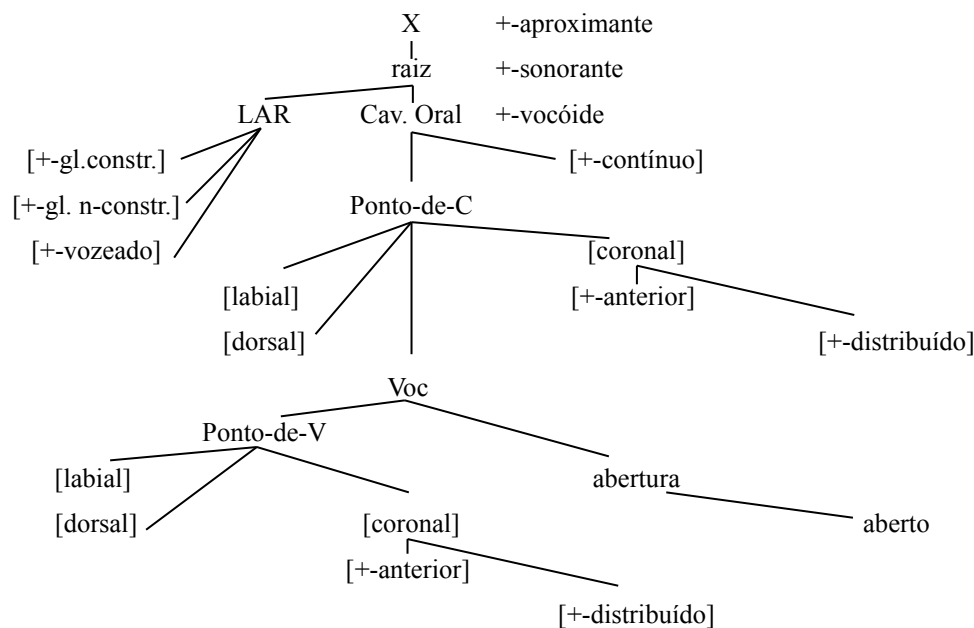 X +-aproximante
raiz +-sonorante
LAR Cav. Oral +-vocóide
[+-gl.constr.] [+-contínuo]
[+-gl. n-constr.] Ponto-de-C
[+-vozeado] [coronal]
[labial] [+-anterior]
[dorsal] [+-distribuído]
Voc
Ponto-de-V
[labial] abertura
[dorsal] [coronal] aberto
[+-anterior]
[+-distribuído]